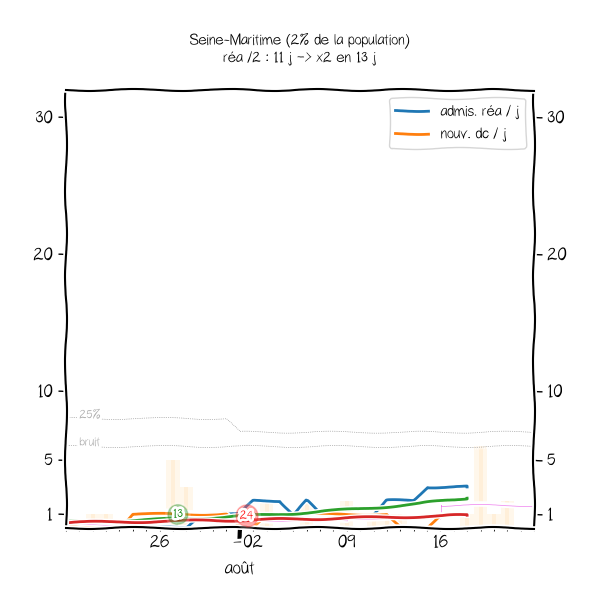 Seine-Maritime (2% de la population)
réa /2 : 11 j -> x2 en 13 j
admis. réa / j
nouv. dc / j
30 30
20 20
10 10
25%
bruit
5 5
13 24
1 1
26 02 09 16
août